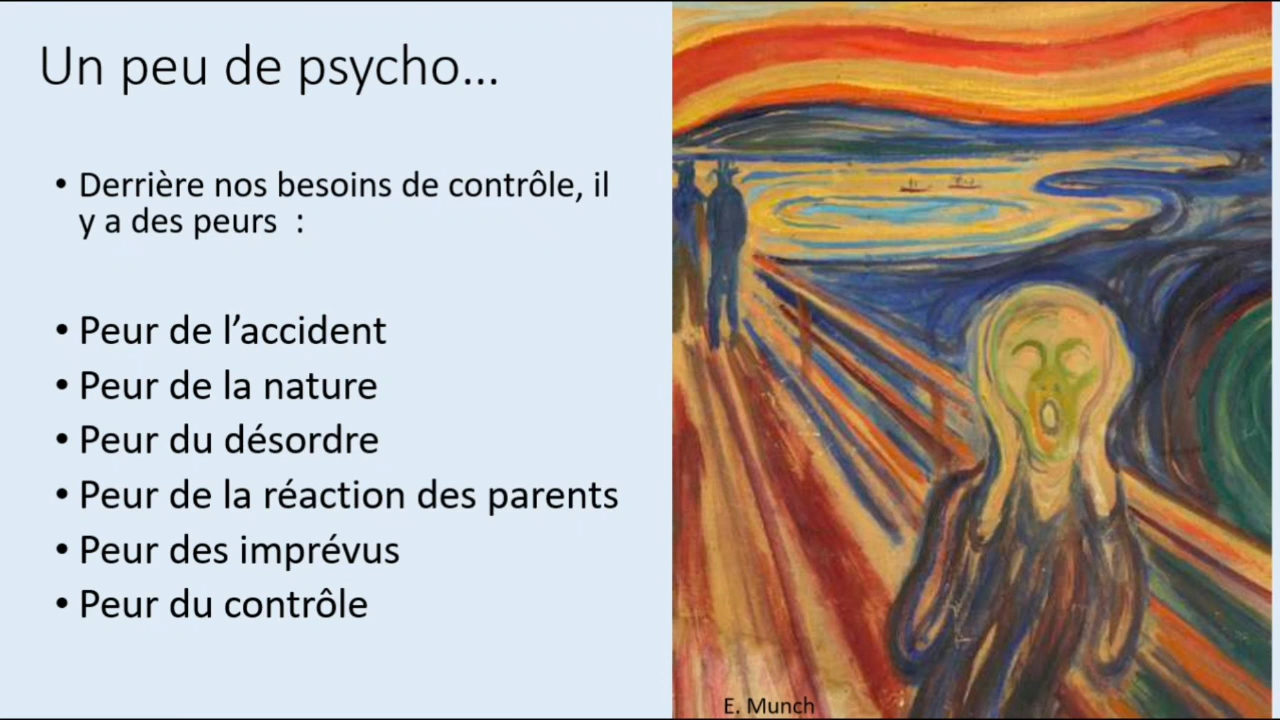 Un peu de psycho...
• Derrière nos besoins de contrôle, il
y a des peurs :
• Peur de l’accident
• Peur de la nature
• Peur du désordre
• Peur de la réaction des parents
• Peur des imprévus
• Peur du contrôle
E. Munch